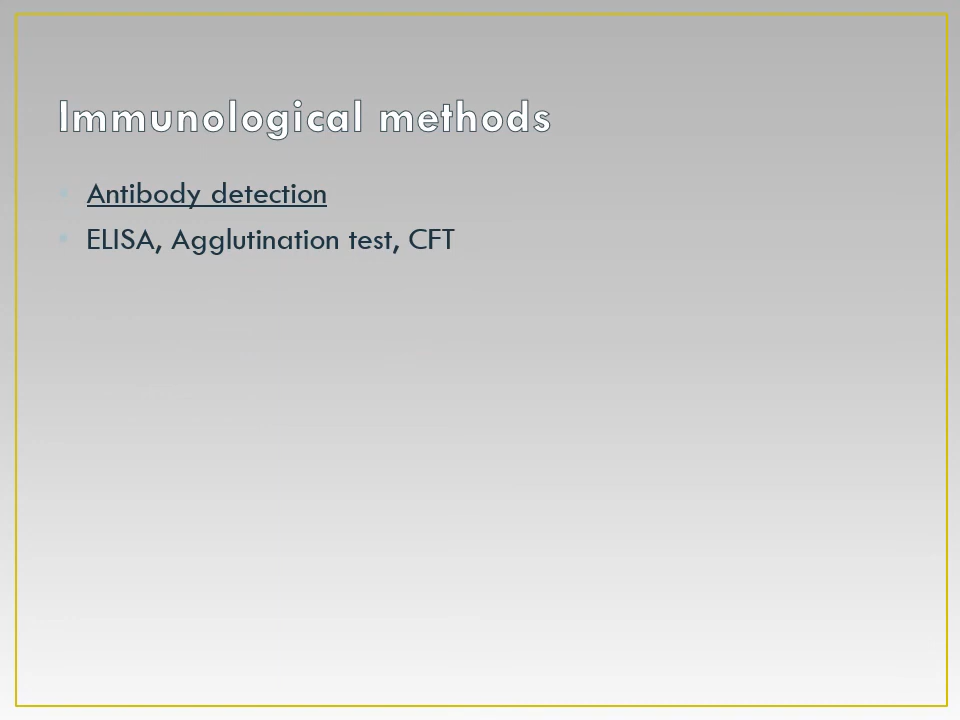 Immunological methods
Antibody detection
ELISA, Agglutination test, CFT